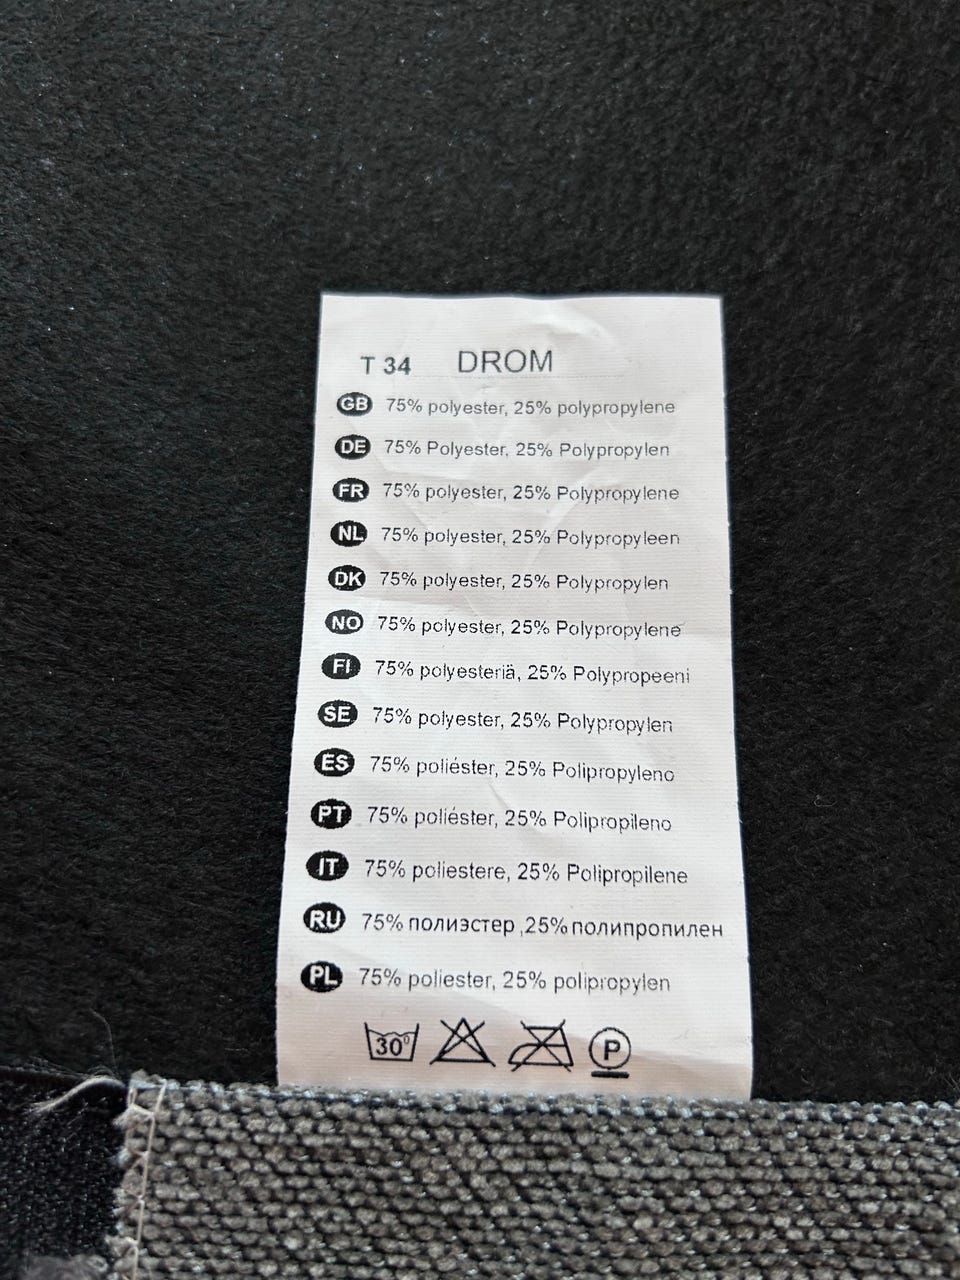 T 34 DROM
GB 75% polyester, 25% polypropylene
DE 75% Polyester, 25% Polypropylen
FR 75% polyester, 25% Polypropylene
NL 75% polyester, 25% Polypropyleen
DK 75% polyester, 25% Polypropylen
NO 75% polyester, 25% Polypropylene
FI 75% polyesteriä, 25% Polypropeeni
SE 75% polyester, 25% Polypropylen
ES 75% poliéster, 25% Polipropyleno
PT 75% poliéster, 25% Polipropileno
IT 75% poliestere, 25% Polipropilene
RU 75% полиэстер ,25% полипропилен
PL 75% poliester, 25% polipropylen
30° P